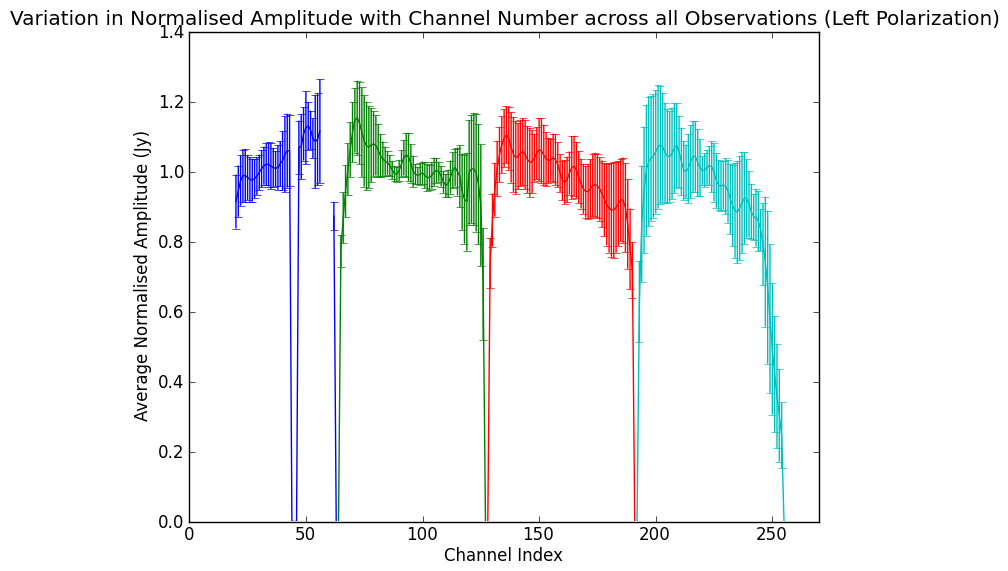 Variation in Normalised Amplitude with Channel Number across all Observations (Left Polarization)
1.4
1.2
1.0
0.8
0.6
0.4
0.2
0.0
Average Normalised Amplitude (Jy)
0 50 100 150 200 250
Channel Index